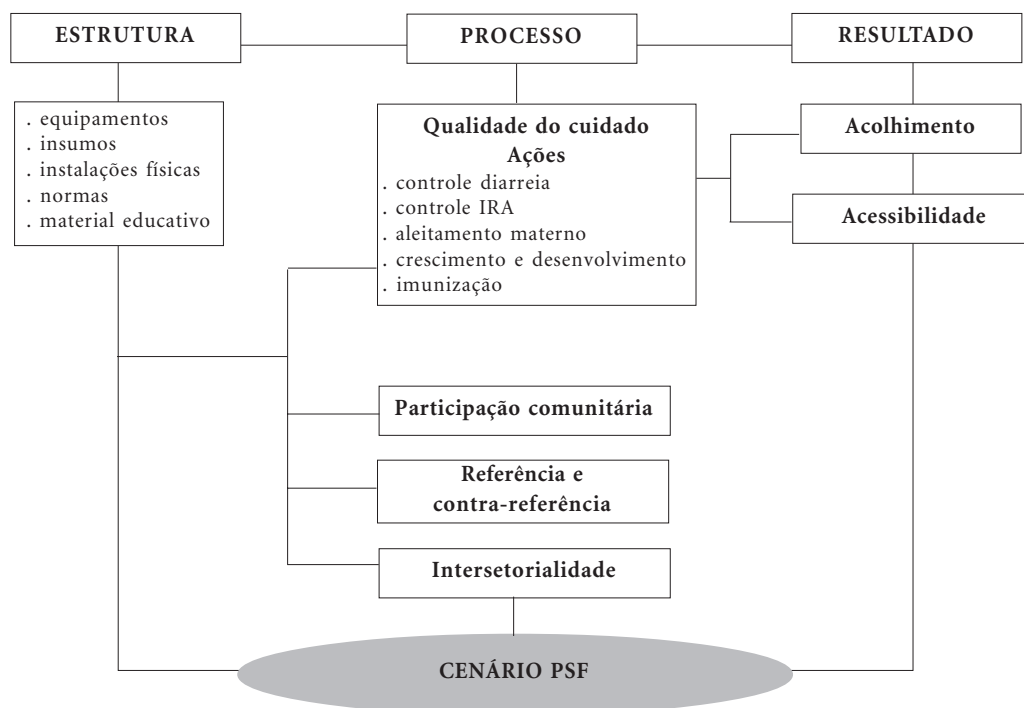 ESTRUTURA
PROCESSO
RESULTADO
. equipamentos
. insumos
. instalações físicas
. normas
. material educativo
Qualidade do cuidado
Ações
. controle diarreia
. controle IRA
. aleitamento materno
. crescimento e desenvolvimento
. imunização
Acolhimento
Acessibilidade
Participação comunitária
Referência e
contra-referência
Intersetorialidade
CENÁRIO PSF